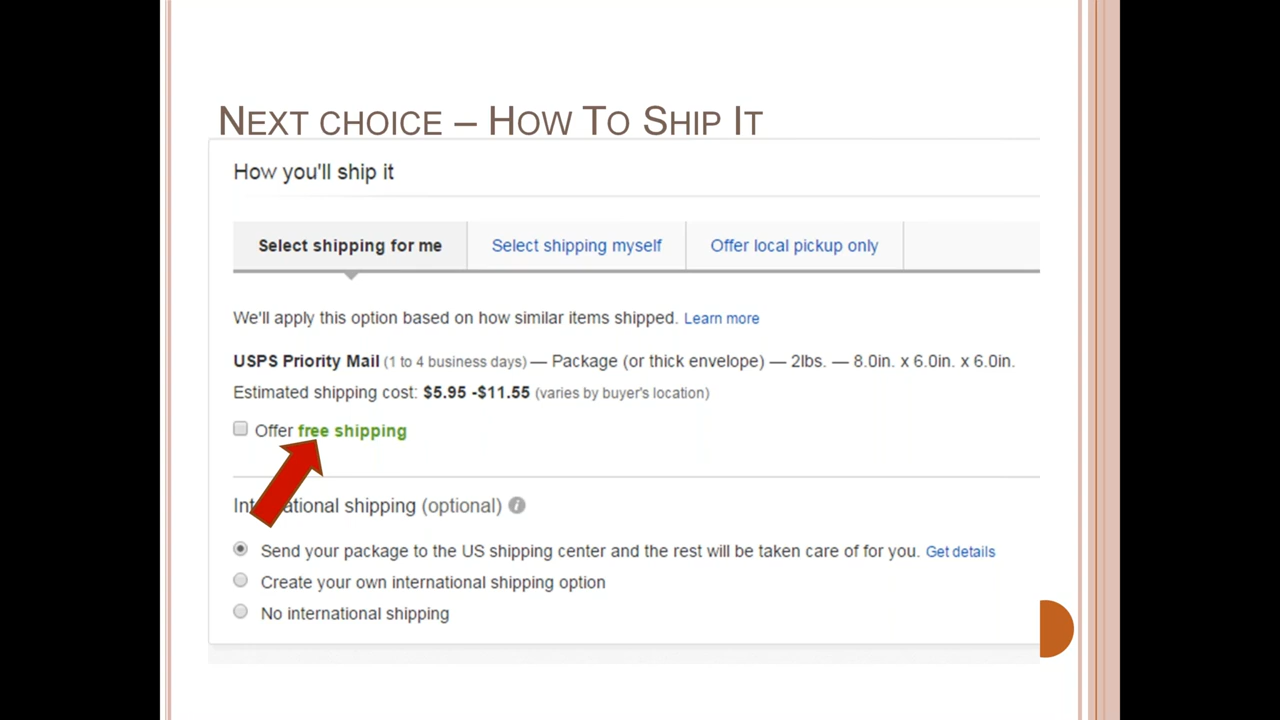 NEXT CHOICE – HOW TO SHIP IT
How you'll ship it
Select shipping for me Select shipping myself Offer local pickup only
We'll apply this option based on how similar items shipped. Learn more
USPS Priority Mail (1 to 4 business days) — Package (or thick envelope) — 2lbs. — 8.0in. x 6.0in. x 6.0in.
Estimated shipping cost: $5.95 -$11.55 (varies by buyer's location)
Offer free shipping
International shipping (optional) i
Send your package to the US shipping center and the rest will be taken care of for you. Get details
Create your own international shipping option
No international shipping